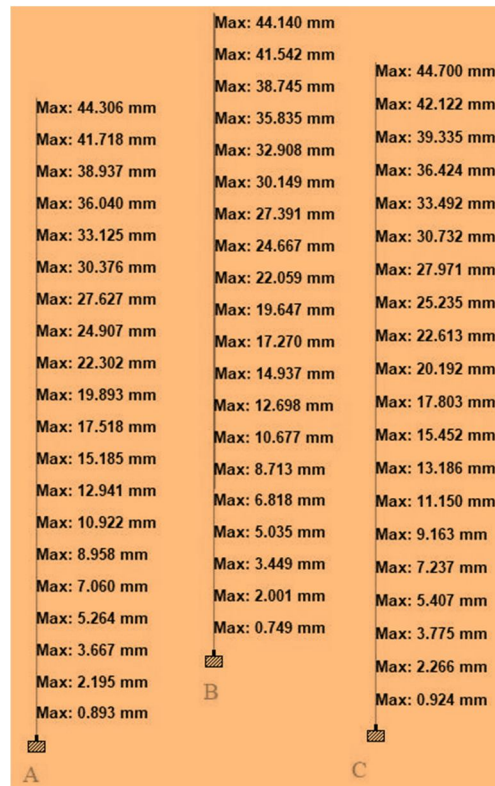 Max: 44.306 mm
Max: 41.718 mm
Max: 38.937 mm
Max: 36.040 mm
Max: 33.125 mm
Max: 30.376 mm
Max: 27.627 mm
Max: 24.907 mm
Max: 22.302 mm
Max: 19.893 mm
Max: 17.518 mm
Max: 15.185 mm
Max: 12.941 mm
Max: 10.922 mm
Max: 8.958 mm
Max: 7.060 mm
Max: 5.264 mm
Max: 3.667 mm
Max: 2.195 mm
Max: 0.893 mm
A
Max: 44.140 mm
Max: 41.542 mm
Max: 38.745 mm
Max: 35.835 mm
Max: 32.908 mm
Max: 30.149 mm
Max: 27.391 mm
Max: 24.667 mm
Max: 22.059 mm
Max: 19.647 mm
Max: 17.270 mm
Max: 14.937 mm
Max: 12.698 mm
Max: 10.677 mm
Max: 8.713 mm
Max: 6.818 mm
Max: 5.035 mm
Max: 3.449 mm
Max: 2.001 mm
Max: 0.749 mm
B
Max: 44.700 mm
Max: 42.122 mm
Max: 39.335 mm
Max: 36.424 mm
Max: 33.492 mm
Max: 30.732 mm
Max: 27.971 mm
Max: 25.235 mm
Max: 22.613 mm
Max: 20.192 mm
Max: 17.803 mm
Max: 15.452 mm
Max: 13.186 mm
Max: 11.150 mm
Max: 9.163 mm
Max: 7.237 mm
Max: 5.407 mm
Max: 3.775 mm
Max: 2.266 mm
Max: 0.924 mm
C